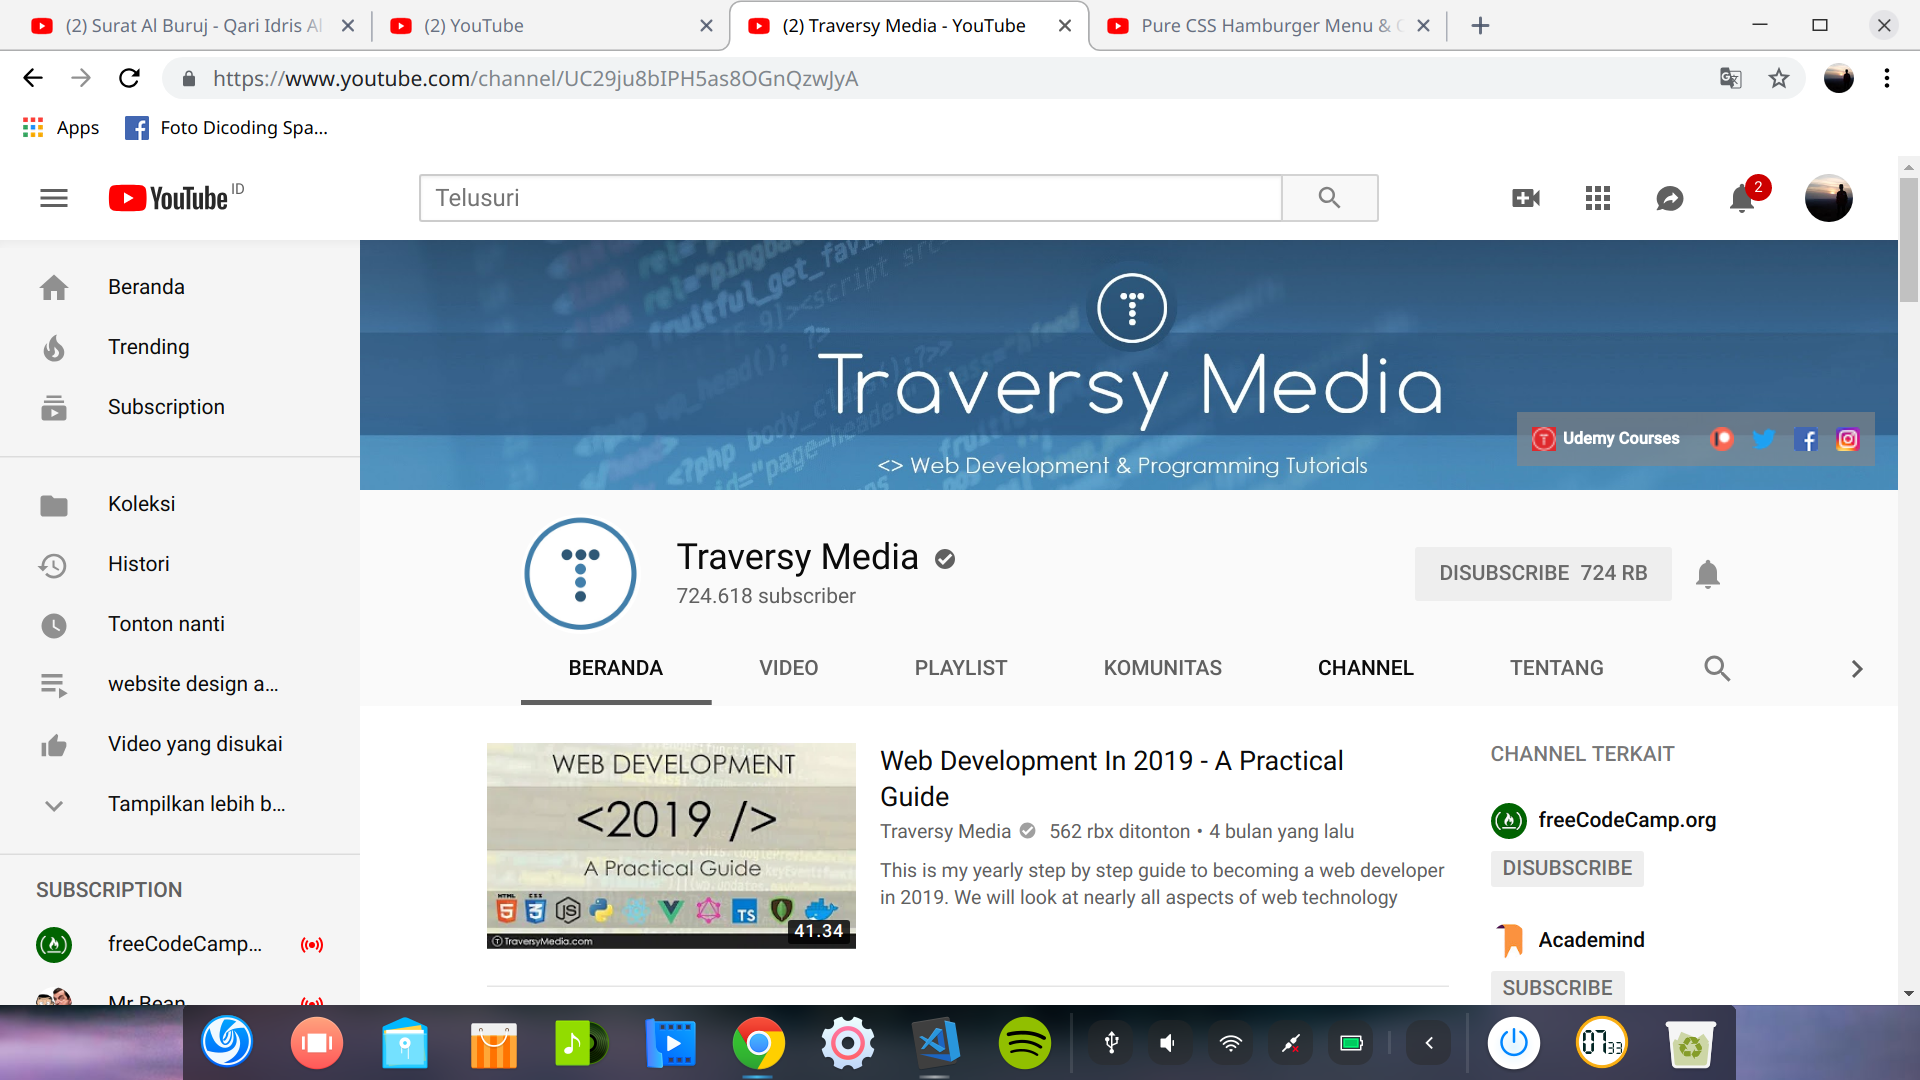 (2) Surat Al Buruj - Qari Idris Al
(2) YouTube
(2) Traversy Media - YouTube
Pure CSS Hamburger Menu &
https://www.youtube.com/channel/UC29ju8bIPH5as8OGnQzwJyA
Apps
Foto Dicoding Spa...
YouTube ID
Telusuri
2
Beranda
Trending
Subscription
Koleksi
Histori
Tonton nanti
website design a...
Video yang disukai
Tampilkan lebih b...
SUBSCRIPTION
freeCodeCamp...
Mr Bean
Traversy Media
<> Web Development & Programming Tutorials
Udemy Courses
Traversy Media
724.618 subscriber
DISUBSCRIBE 724 RB
BERANDA
VIDEO
PLAYLIST
KOMUNITAS
CHANNEL
TENTANG
WEB DEVELOPMENT
<2019 />
A Practical Guide
HTML
CSS
TS
TraversyMedia.com
41.34
Web Development In 2019 - A Practical
Guide
Traversy Media 562 rbx ditonton • 4 bulan yang lalu
This is my yearly step by step guide to becoming a web developer
in 2019. We will look at nearly all aspects of web technology
CHANNEL TERKAIT
freeCodeCamp.org
DISUBSCRIBE
Academind
SUBSCRIBE
07 33